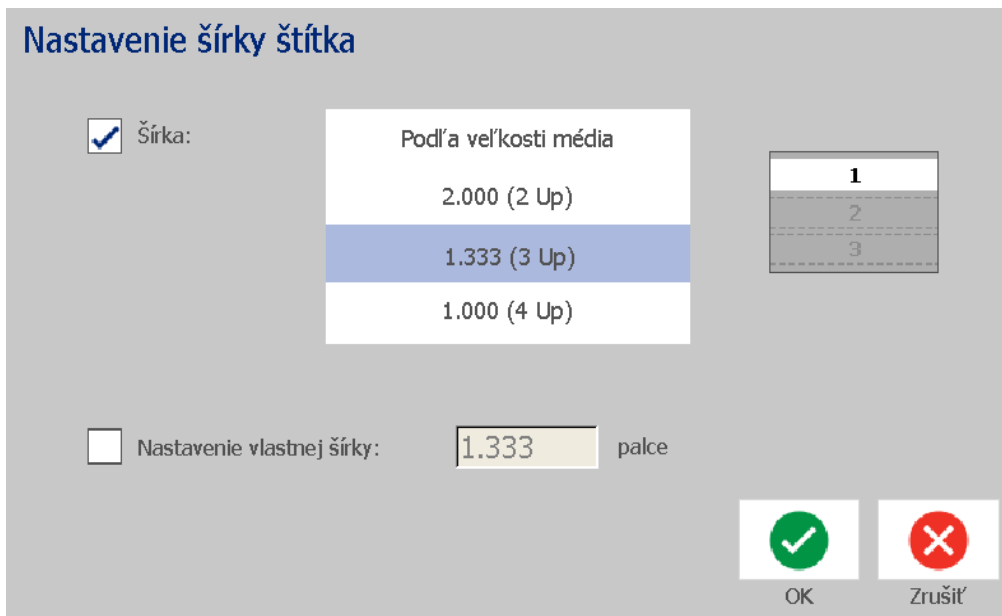 Nastavenie šírky štítka
Šírka:
Podľa veľkosti média
2.000 (2 Up)
1.333 (3 Up)
1.000 (4 Up)
1
2
3
Nastavenie vlastnej šírky:
1.333
palce
OK
Zrušiť